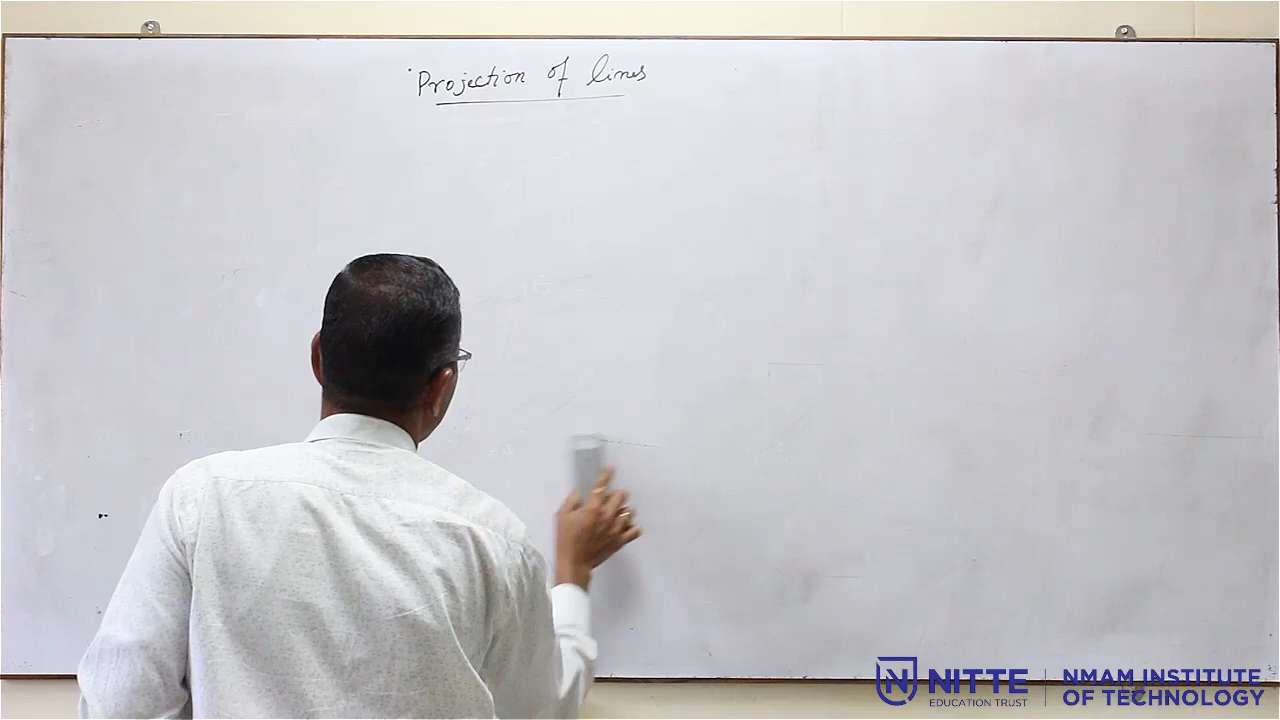 Projection of lines
NITTE
EDUCATION TRUST
NMAM INSTITUTE
OF TECHNOLOGY